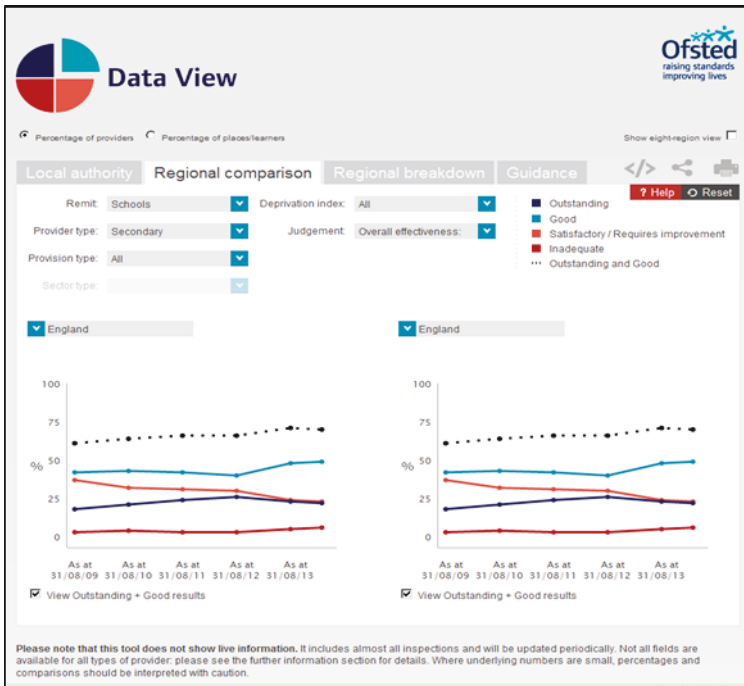 Data View
Ofsted
raising standards
improving lives
Percentage of providers Percentage of places/learners
Show eight-region view
Local authority Regional comparison Regional breakdown Guidance
? Help Reset
Remit: Schools Deprivation index: All
Provider type: Secondary Judgement: Overall effectiveness:
Provision type: All
Sector type:
Outstanding
Good
Satisfactory / Requires improvement
Inadequate
Outstanding and Good
England England
100 100
75 75
% 50 % 50
25 25
0 0
As at As at As at As at As at As at As at As at As at As at
31/08/09 31/08/10 31/08/11 31/08/12 31/08/13 31/08/09 31/08/10 31/08/11 31/08/12 31/08/13
View Outstanding + Good results View Outstanding + Good results
Please note that this tool does not show live information. It includes almost all inspections and will be updated periodically. Not all fields are
available for all types of provider: please see the further information section for details. Where underlying numbers are small, percentages and
comparisons should be interpreted with caution.